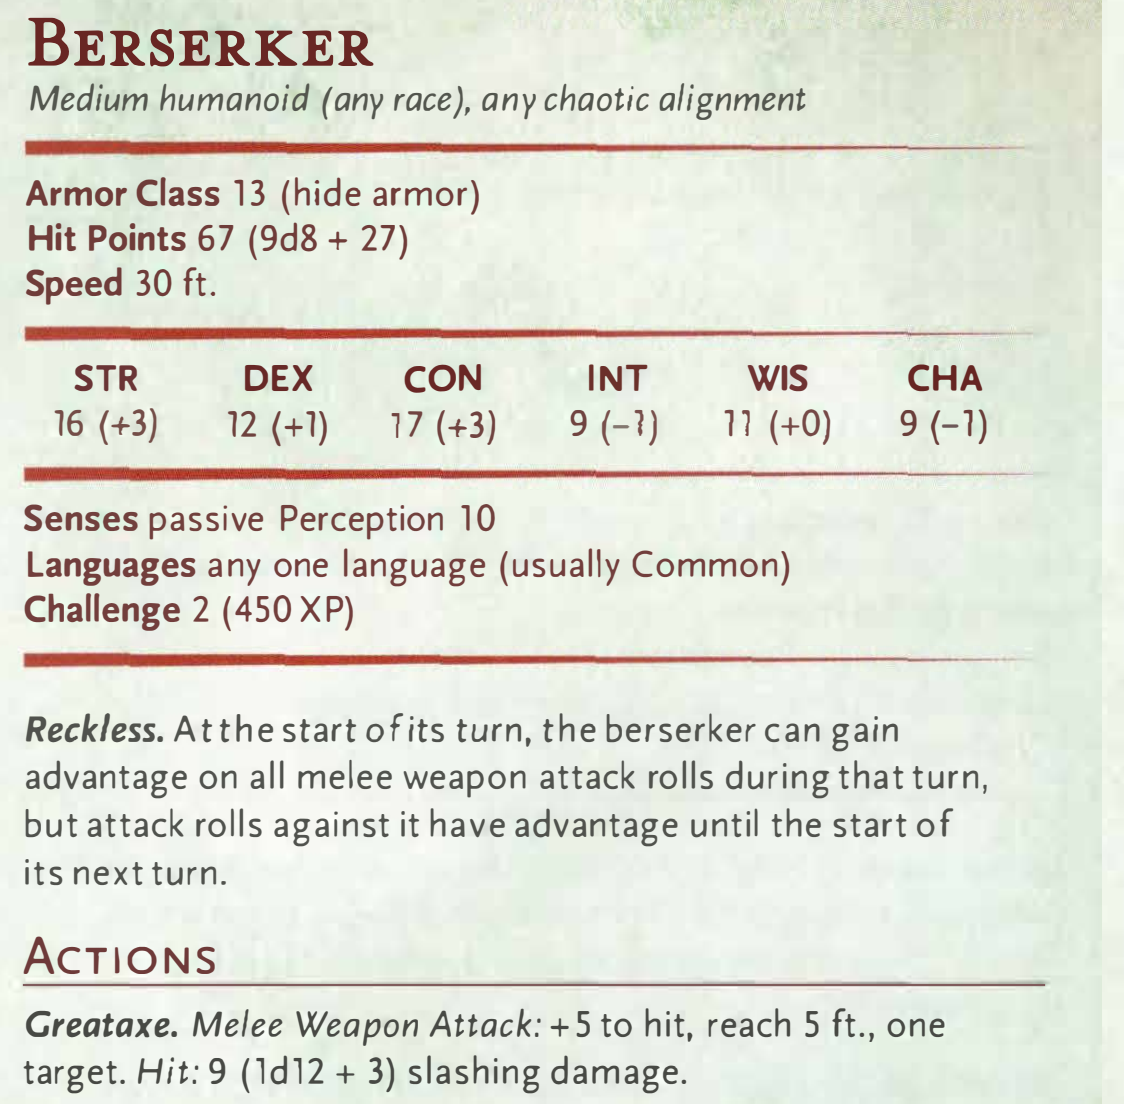 BERSERKER
Medium humanoid (any race), any chaotic alignment
Armor Class 13 (hide armor)
Hit Points 67 (9d8 + 27)
Speed 30 ft.
STR DEX CON INT WIS CHA
16 (+3) 12 (+1) 17 (+3) 9 (−1) 11 (+0) 9 (−1)
Senses passive Perception 10
Languages any one language (usually Common)
Challenge 2 (450 XP)
Reckless. At the start of its turn, the berserker can gain
advantage on all melee weapon attack rolls during that turn,
but attack rolls against it have advantage until the start of
its next turn.
ACTIONS
Greataxe. Melee Weapon Attack: +5 to hit, reach 5 ft., one
target. Hit: 9 (1d12 + 3) slashing damage.